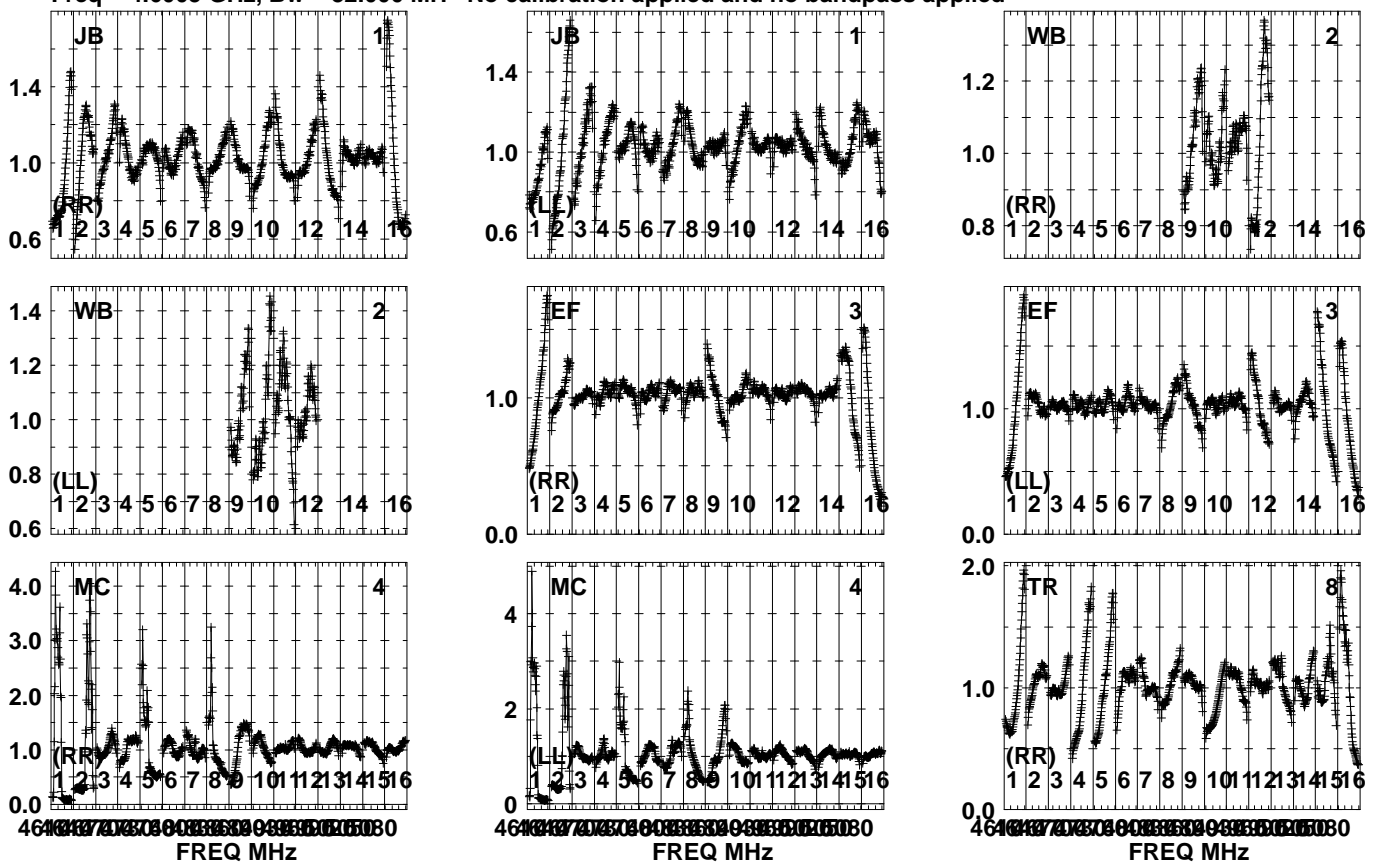 No calibration applied and no bandpass applied
JB 1
1.4
1.0
0.6
(RR)
1 2 3 4 5 6 7 8 9 10 12 14 16
JB 1
1.4
1.0
0.6
(LL)
1 2 3 4 5 6 7 8 9 10 12 14 16
WB 2
1.2
1.0
0.8
(RR)
1 2 3 4 5 6 7 8 9 10 12 14 16
WB 2
1.4
1.2
1.0
0.8
0.6
(LL)
1 2 3 4 5 6 7 8 9 10 12 14 16
EF 3
1.0
0.0
(RR)
1 2 3 4 5 6 7 8 9 10 12 14 16
EF 3
1.0
0.0
(LL)
1 2 3 4 5 6 7 8 9 10 12 14 16
MC 4
4.0
3.0
2.0
1.0
0.0
(RR)
1 2 3 4 5 6 7 8 9 10 11 12 13 14 15 16
FREQ MHz
MC 4
4
2
0
(LL)
1 2 3 4 5 6 7 8 9 10 11 12 13 14 15 16
FREQ MHz
TR 8
2.0
1.0
0.0
(RR)
1 2 3 4 5 6 7 8 9 10 11 12 13 14 15 16
FREQ MHz